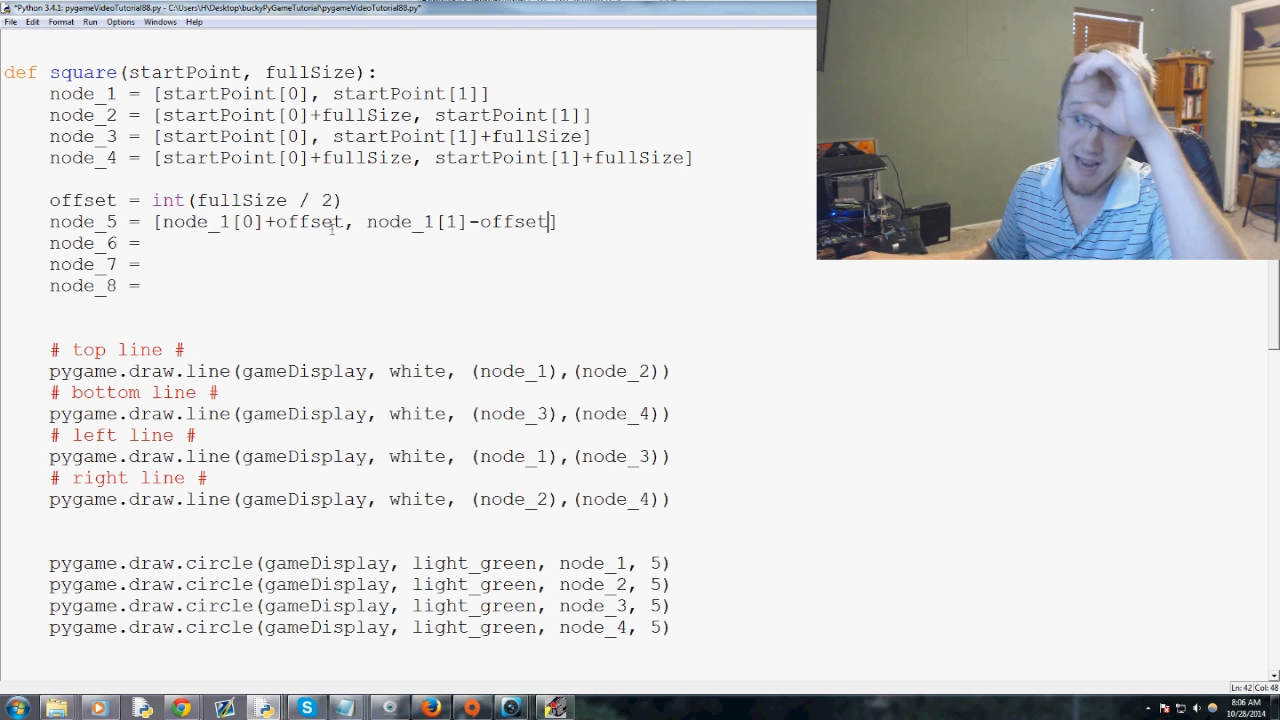 *Python 3.4.1: pygameVideoTutorial88.py - C:\Users\H\Desktop\buckyPyGameTutorial\pygameVideoTutorial88.py*
File Edit Format Run Options Windows Help
def square(startPoint, fullSize):
    node_1 = [startPoint[0], startPoint[1]]
    node_2 = [startPoint[0]+fullSize, startPoint[1]]
    node_3 = [startPoint[0], startPoint[1]+fullSize]
    node_4 = [startPoint[0]+fullSize, startPoint[1]+fullSize]
    offset = int(fullSize / 2)
    node_5 = [node_1[0]+offset, node_1[1]-offset]
    node_6 =
    node_7 =
    node_8 =
    # top line #
    pygame.draw.line(gameDisplay, white, (node_1),(node_2))
    # bottom line #
    pygame.draw.line(gameDisplay, white, (node_3),(node_4))
    # left line #
    pygame.draw.line(gameDisplay, white, (node_1),(node_3))
    # right line #
    pygame.draw.line(gameDisplay, white, (node_2),(node_4))
    pygame.draw.circle(gameDisplay, light_green, node_1, 5)
    pygame.draw.circle(gameDisplay, light_green, node_2, 5)
    pygame.draw.circle(gameDisplay, light_green, node_3, 5)
    pygame.draw.circle(gameDisplay, light_green, node_4, 5)
Ln: 42 Col: 48
8:06 AM
10/28/2014